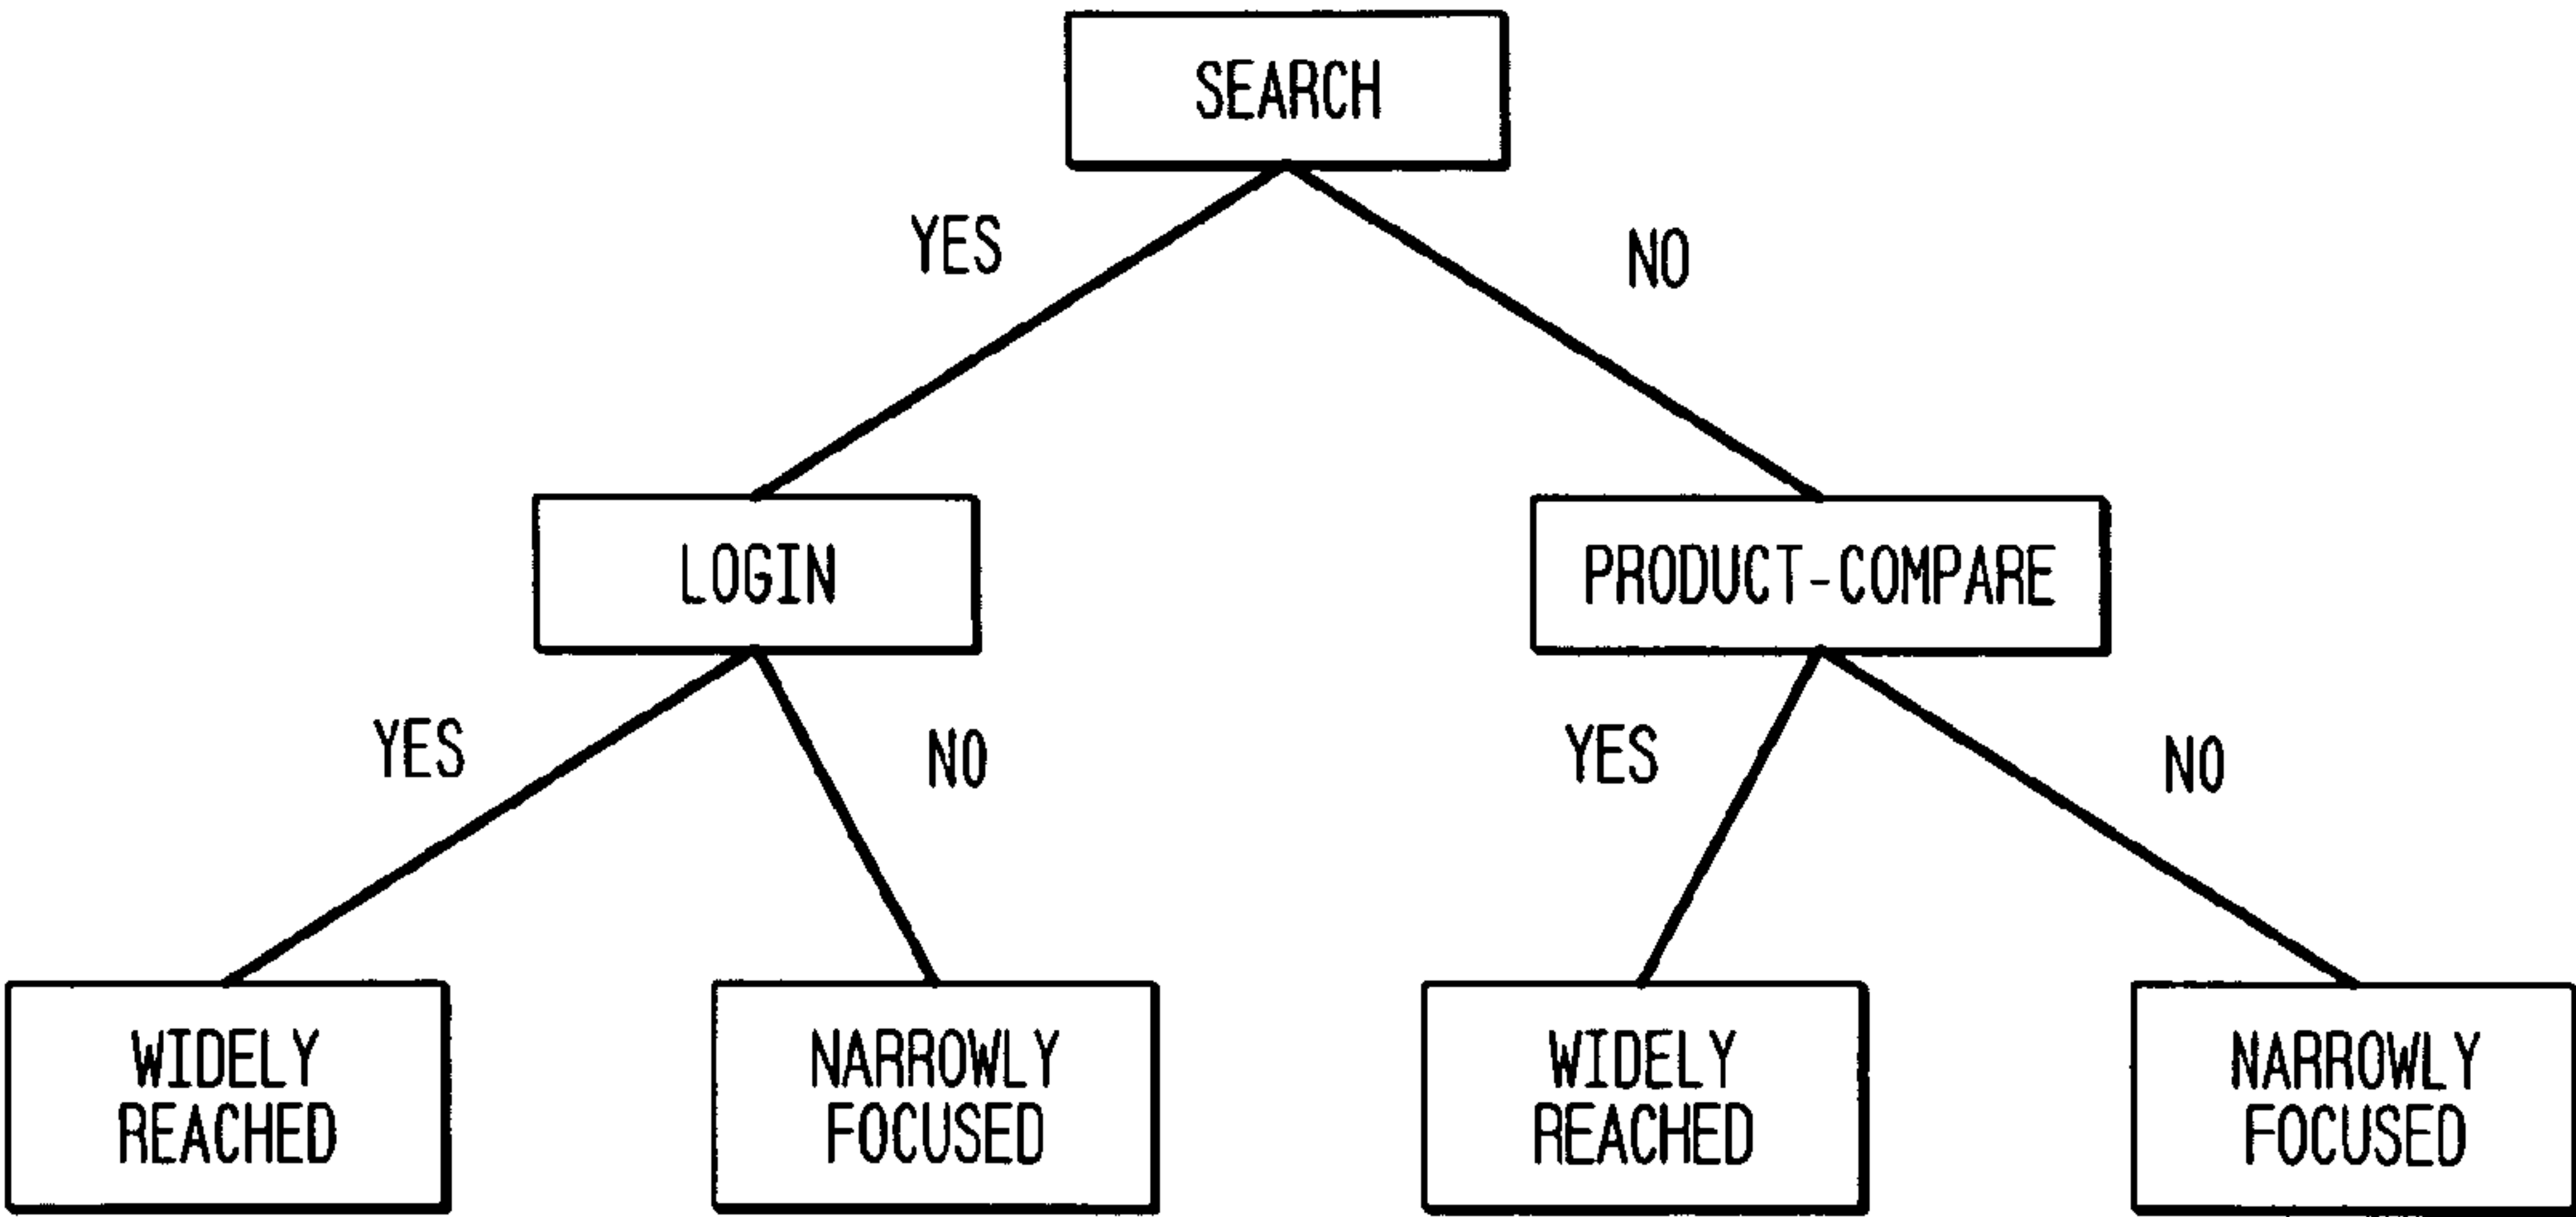 SEARCH
YES
NO
LOGIN
PRODUCT-COMPARE
YES
NO
YES
NO
WIDELY
REACHED
NARROWLY
FOCUSED
WIDELY
REACHED
NARROWLY
FOCUSED